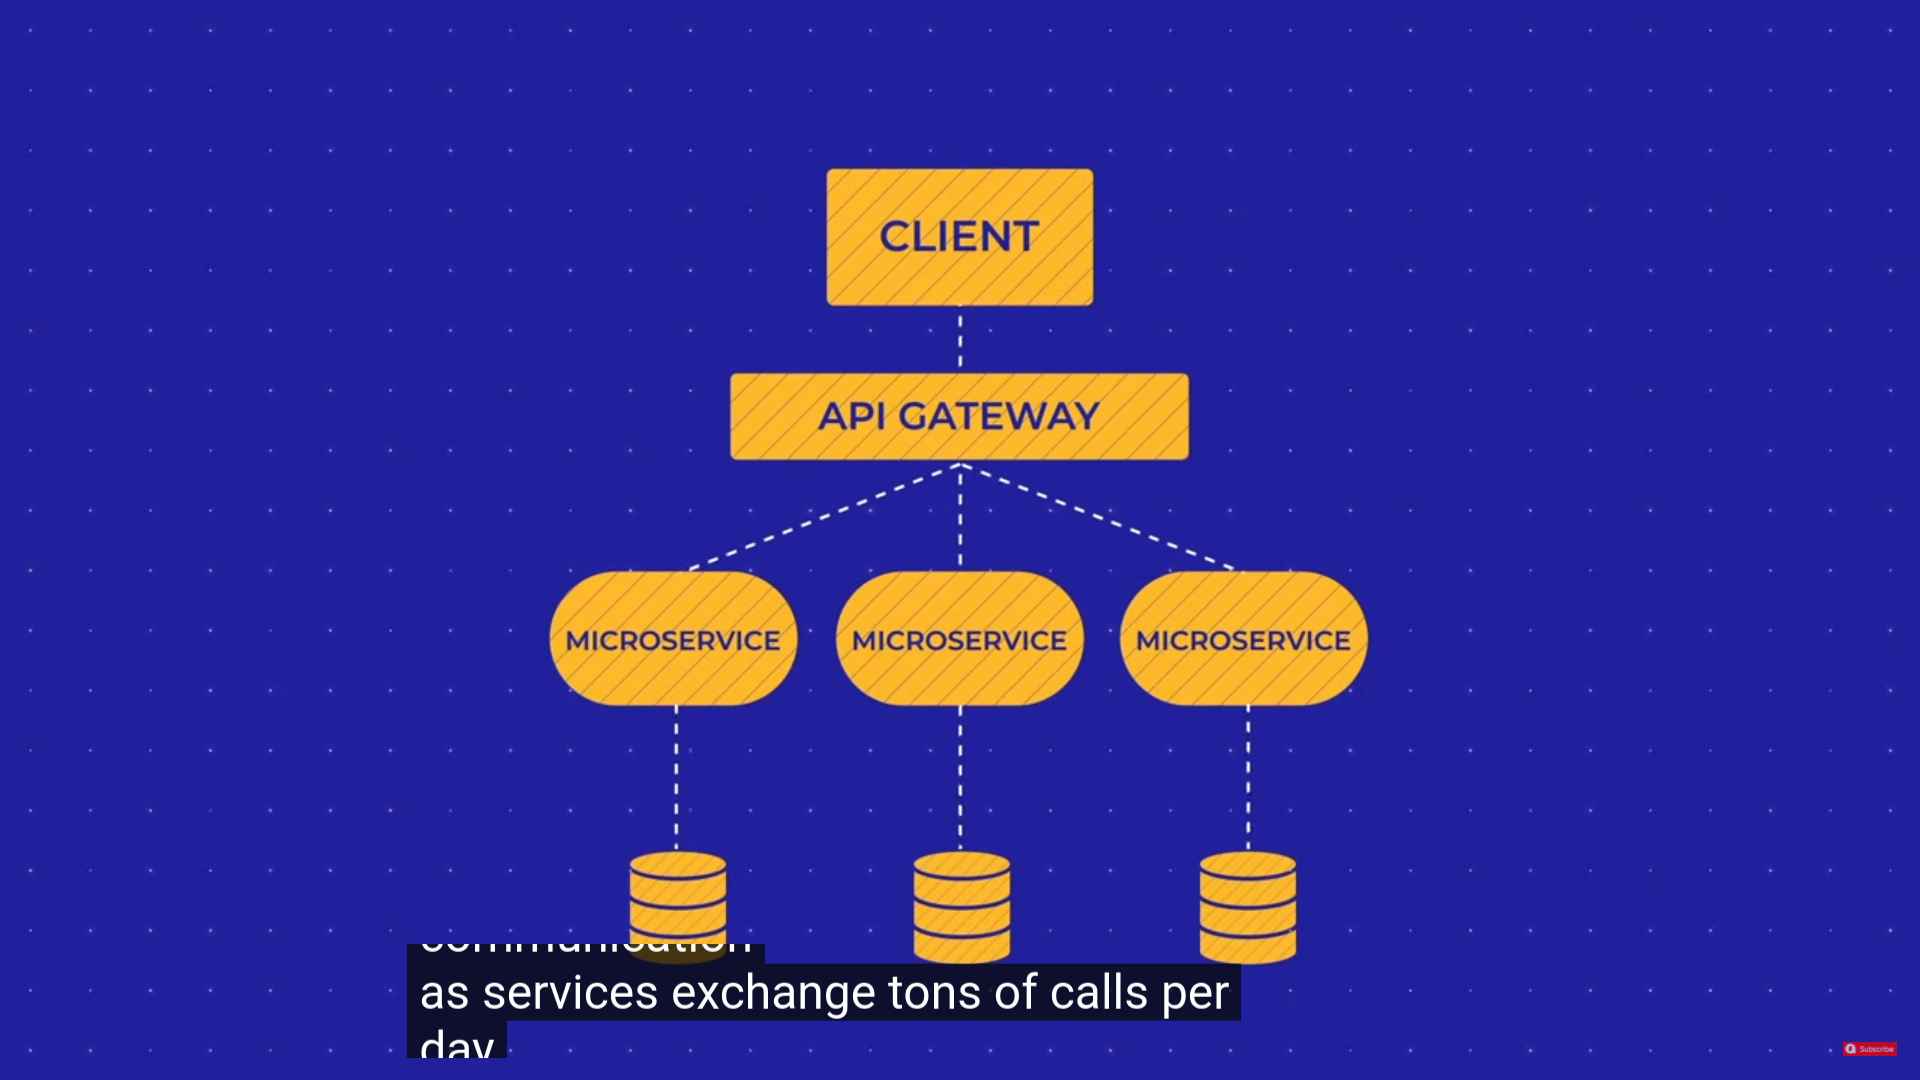 CLIENT
API GATEWAY
MICROSERVICE MICROSERVICE MICROSERVICE
communication
as services exchange tons of calls per
day
Subscribe